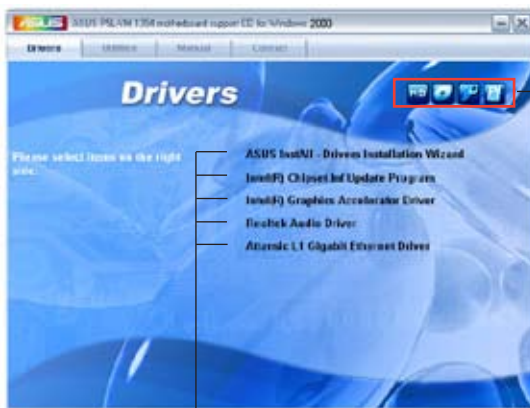 ASUS P5L-VM 1394 motherboard support CD for Windows 2000
Drivers
Utilities
Manual
Contact
Drivers
Please select items on the right
side.
ASUS InstAll - Drivers Installation Wizard
Intel(R) Chipset Inf Update Program
Intel(R) Graphics Accelerator Driver
Realtek Audio Driver
Attansic L1 Gigabit Ethernet Driver